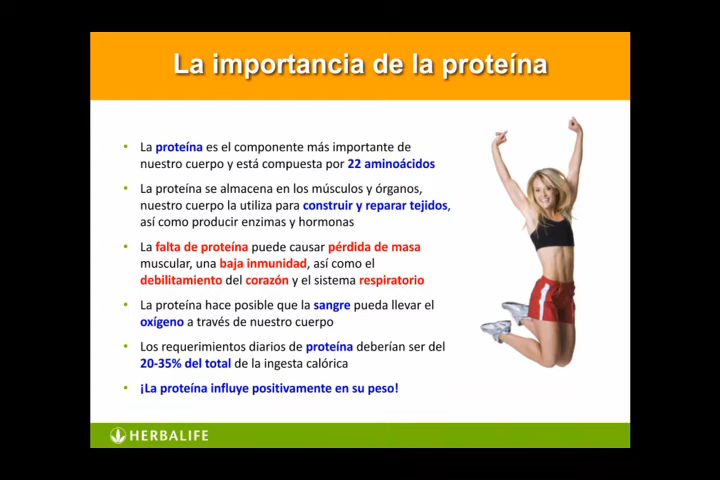 La importancia de la proteína
• La proteína es el componente más importante de
nuestro cuerpo y está compuesta por 22 aminoácidos
• La proteína se almacena en los músculos y órganos,
nuestro cuerpo la utiliza para construir y reparar tejidos,
así como producir enzimas y hormonas
• La falta de proteína puede causar pérdida de masa
muscular, una baja inmunidad, así como el
debilitamiento del corazón y el sistema respiratorio
• La proteína hace posible que la sangre pueda llevar el
oxígeno a través de nuestro cuerpo
• Los requerimientos diarios de proteína deberían ser del
20-35% del total de la ingesta calórica
• ¡La proteína influye positivamente en su peso!
HERBALIFE